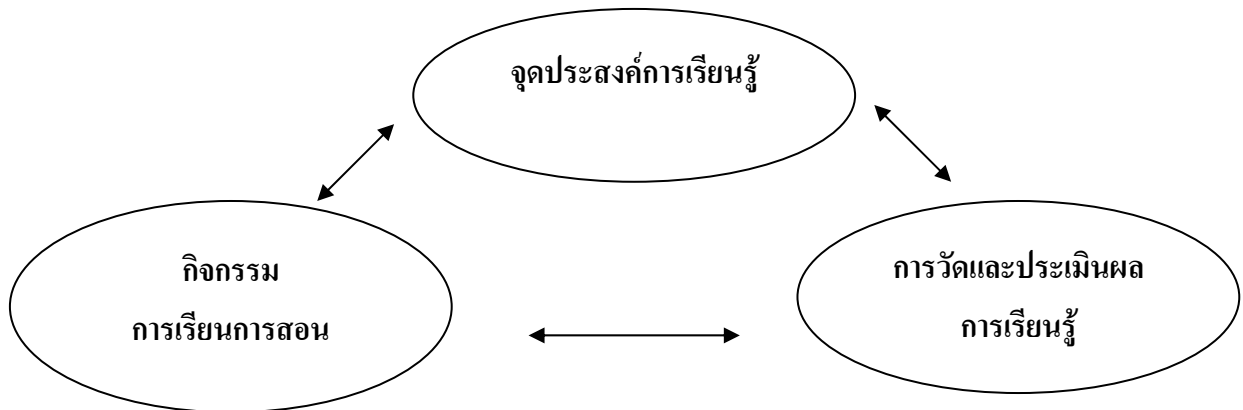 จุดประสงค์การเรียนรู้
กิจกรรม
การเรียนการสอน
การวัดและประเมินผล
การเรียนรู้